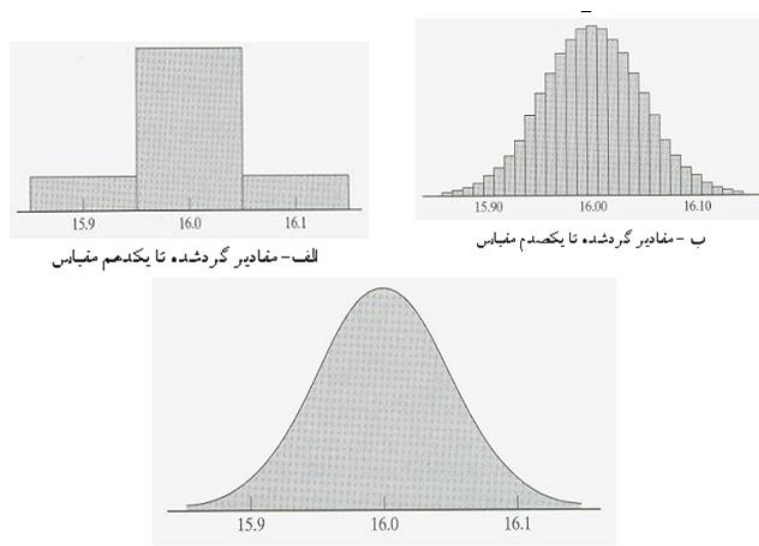 15.9 16.0 16.1
الف- مقادیر گردشده تا یکدهم مقیاس
15.90 16.00 16.10
ب - مقادیر گردشده تا یکصدم مقیاس
15.9 16.0 16.1